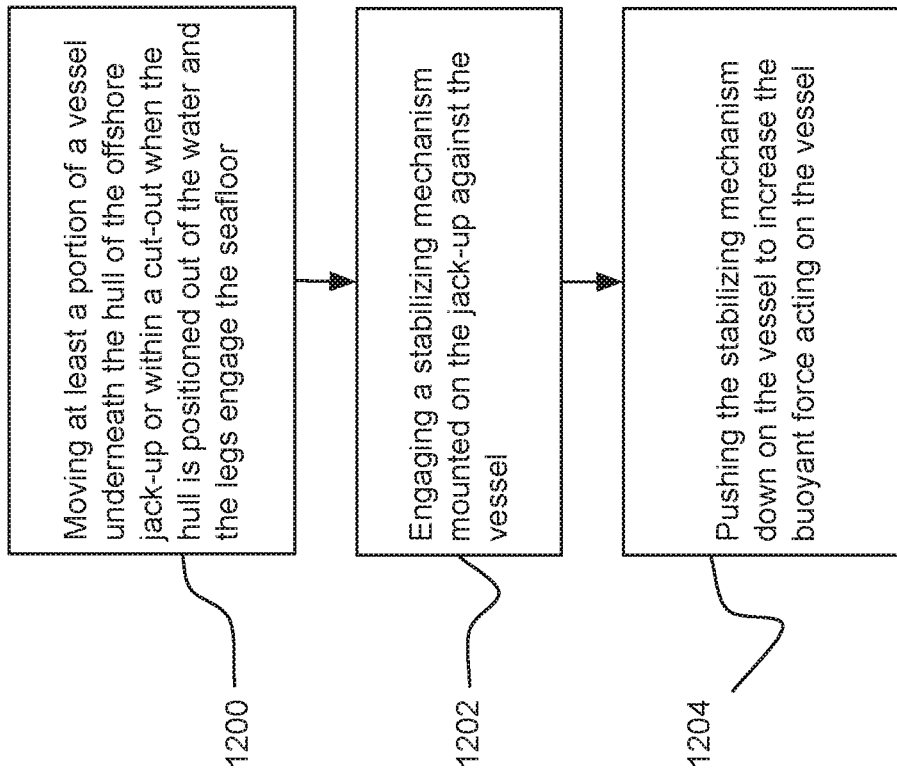 1200
Moving at least a portion of a vessel
underneath the hull of the offshore
jack-up or within a cut-out when the
hull is positioned out of the water and
the legs engage the seafloor
1202
Engaging a stabilizing mechanism
mounted on the jack-up against the
vessel
1204
Pushing the stabilizing mechanism
down on the vessel to increase the
buoyant force acting on the vessel